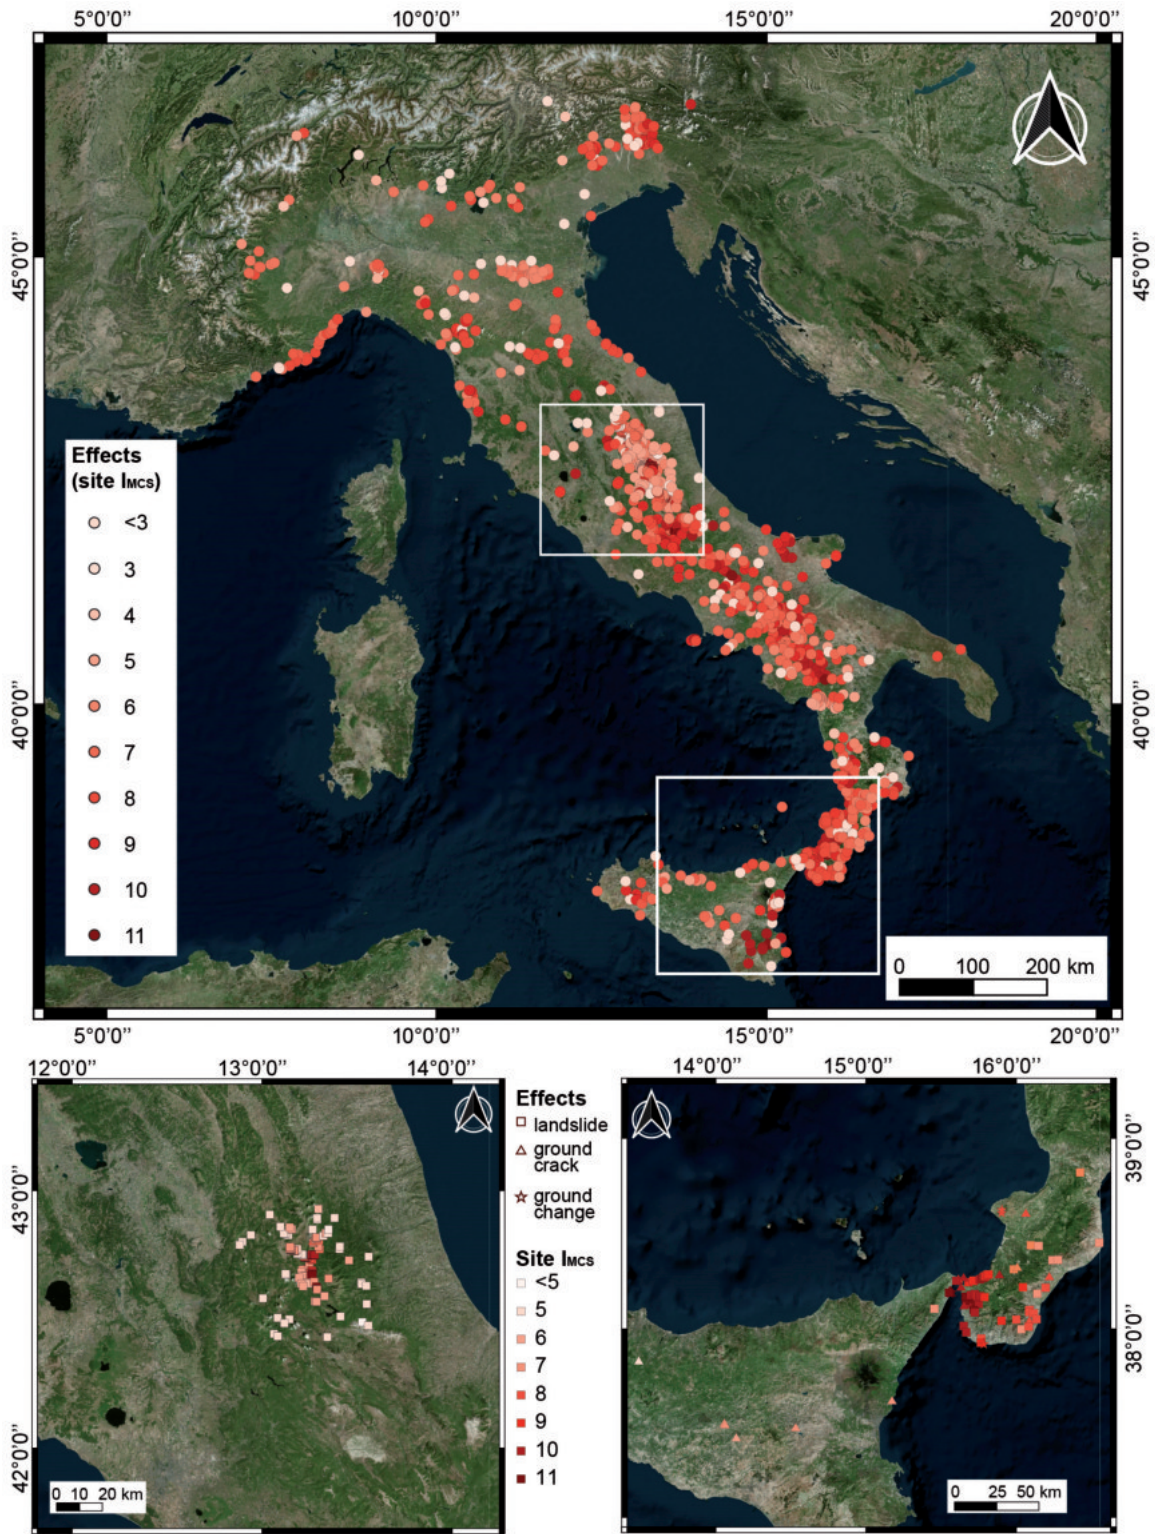 5°0'0'' 10°0'0'' 15°0'0'' 20°0'0''
45°0'0'' 45°0'0''
Effects
(site IMCS)
<3
3
4
5
6
7
8
9
10
11
40°0'0'' 40°0'0''
0 100 200 km
5°0'0'' 10°0'0'' 15°0'0'' 20°0'0''
12°0'0'' 13°0'0'' 14°0'0''
43°0'0''
42°0'0''
0 10 20 km
Effects
landslide
ground
crack
ground
change
Site IMCS
<5
5
6
7
8
9
10
11
14°0'0'' 15°0'0'' 16°0'0''
39°0'0''
38°0'0''
0 25 50 km